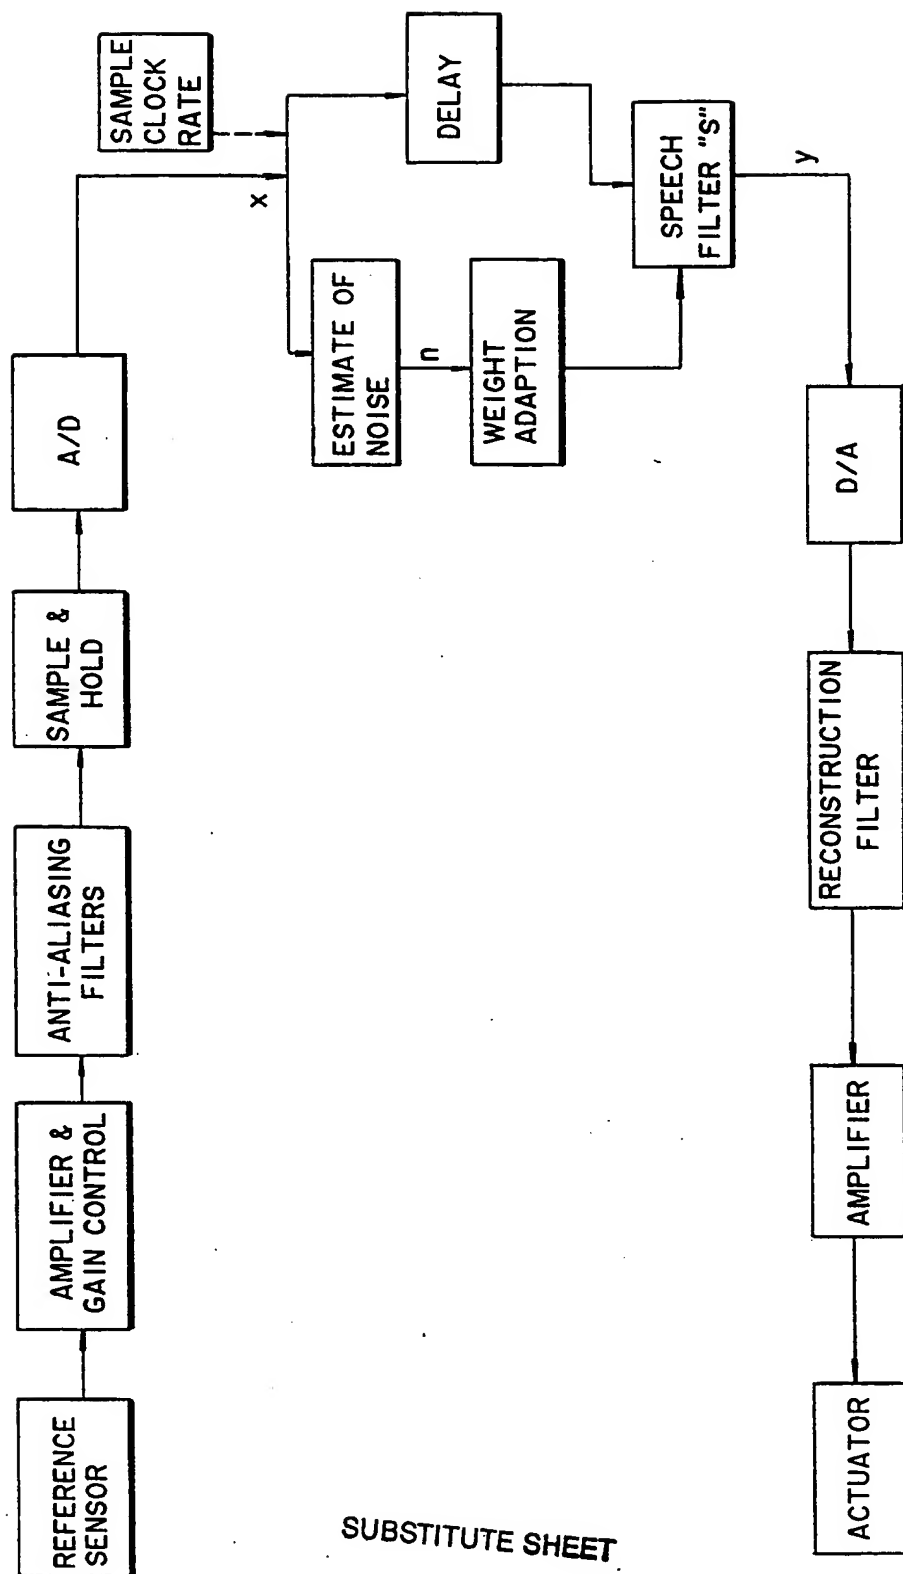 REFERENCE
SENSOR
AMPLIFIER &
GAIN CONTROL
ANTI-ALIASING
FILTERS
SAMPLE &
HOLD
A/D
SAMPLE
CLOCK
RATE
x
ESTIMATE OF
NOISE
n
WEIGHT
ADAPTION
DELAY
SPEECH
FILTER "S"
y
D/A
RECONSTRUCTION
FILTER
AMPLIFIER
ACTUATOR
SUBSTITUTE SHEET